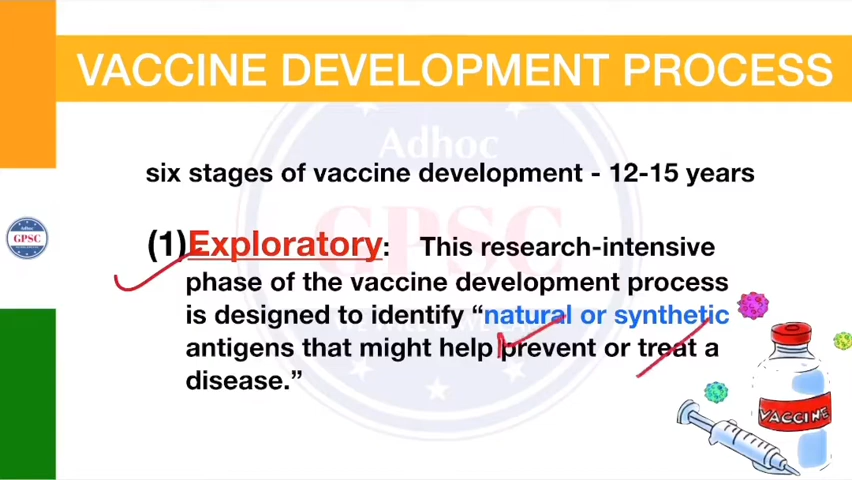 VACCINE DEVELOPMENT PROCESS
Adhoc
GPSC
six stages of vaccine development - 12-15 years
(1)Exploratory: This research-intensive
phase of the vaccine development process
is designed to identify “natural or synthetic
antigens that might help prevent or treat a
disease.”
Adhoc
GPSC
VACCINE